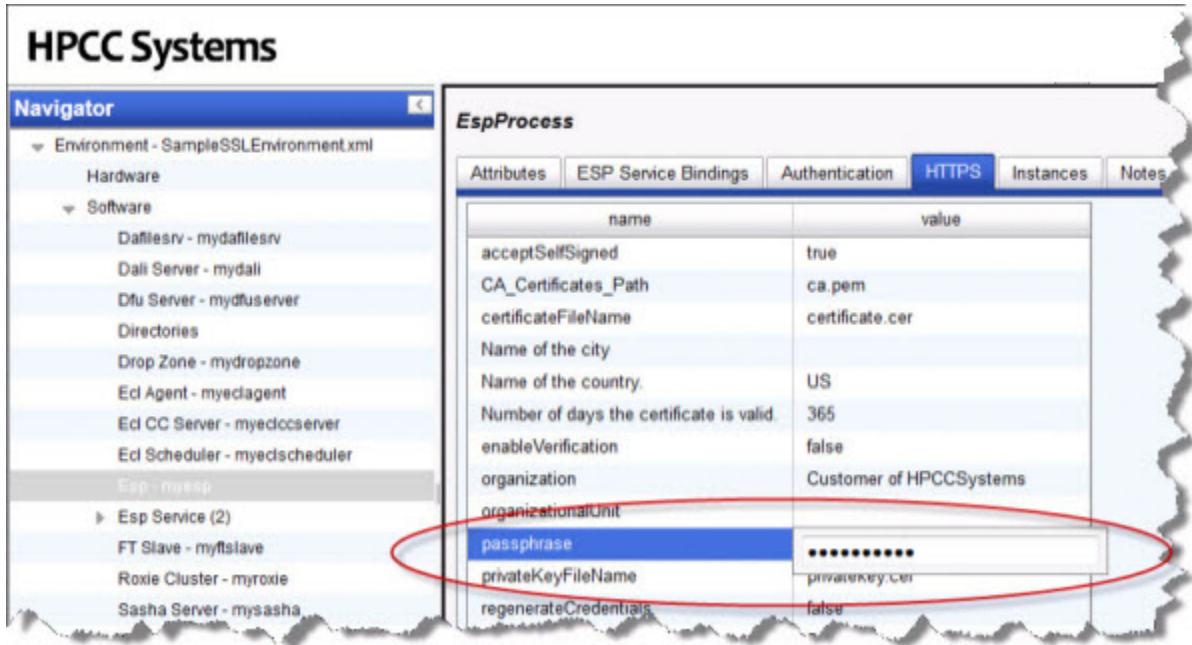 HPCC Systems
Navigator
Environment - SampleSSLEnvironment.xml
Hardware
Software
Dafilesrv - mydafilesrv
Dali Server - mydali
Dfu Server - mydfuserver
Directories
Drop Zone - mydropzone
Ecl Agent - myeclagent
Ecl CC Server - myeclccserver
Ecl Scheduler - myeclscheduler
Esp - myesp
Esp Service (2)
FT Slave - myftslave
Roxie Cluster - myroxie
Sasha Server - mysasha
EspProcess
Attributes ESP Service Bindings Authentication HTTPS Instances Notes
name value
acceptSelfSigned true
CA_Certificates_Path ca.pem
certificateFileName certificate.cer
Name of the city
Name of the country. US
Number of days the certificate is valid. 365
enableVerification false
organization Customer of HPCCSystems
organizationalUnit
passphrase ••••••••••
privateKeyFileName privatekey.cer
regenerateCredentials false